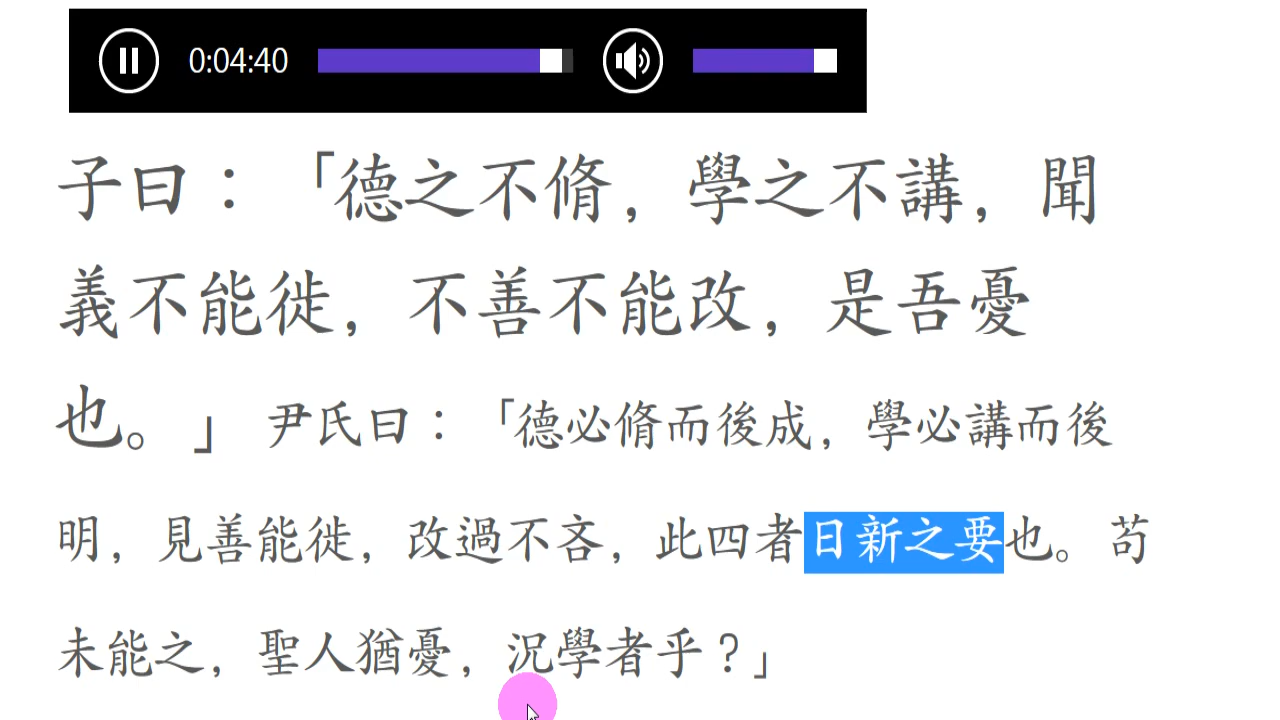 0:04:40
子曰：「德之不脩，學之不講，聞
義不能徙，不善不能改，是吾憂
也。」尹氏曰：「德必脩而後成，學必講而後
明，見善能徙，改過不吝，此四者日新之要也。苟
未能之，聖人猶憂，況學者乎？」